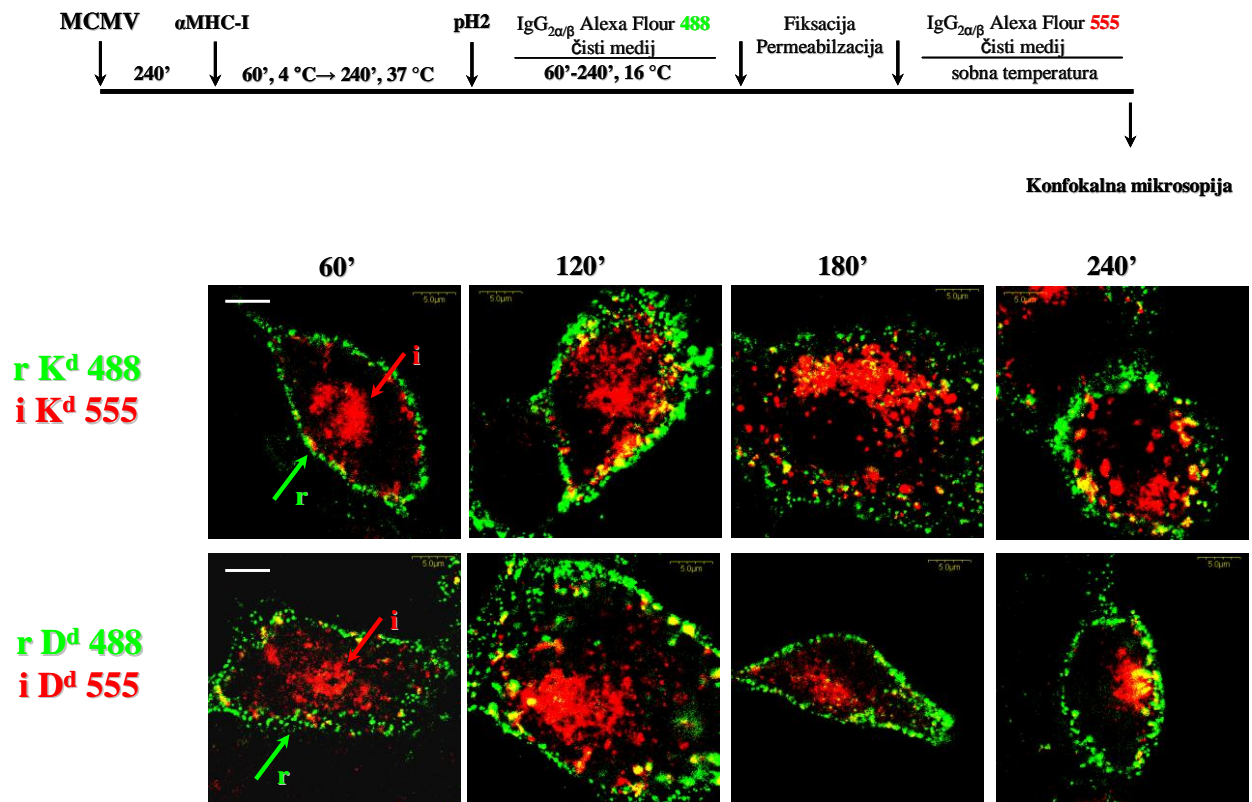 MCMV
αMHC-I
pH2
IgG2α/β Alexa Flour 488
čisti medij
Fiksacija
Permeabilzacija
IgG2α/β Alexa Flour 555
čisti medij
240’
60’, 4 °C→ 240’, 37 °C
60’-240’, 16 °C
sobna temperatura
Konfokalna mikrosopija
60’
120’
180’
240’
5.0μm
5.0μm
5.0μm
5.0μm
r Kᵈ 488
i Kᵈ 555
i
r
5.0μm
5.0μm
5.0μm
5.0μm
r Dᵈ 488
i Dᵈ 555
i
r